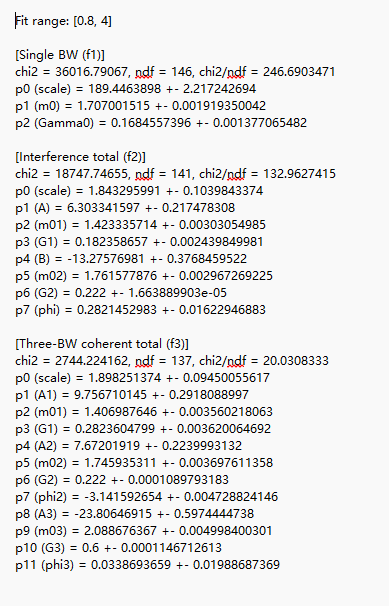 Fit range: [0.8, 4]

[Single BW (f1)]
chi2 = 36016.79067, ndf = 146, chi2/ndf = 246.6903471
p0 (scale) = 189.4463898 +- 2.217242694
p1 (m0) = 1.707001515 +- 0.001919350042
p2 (Gamma0) = 0.1684557396 +- 0.001377065482

[Interference total (f2)]
chi2 = 18747.74655, ndf = 141, chi2/ndf = 132.9627415
p0 (scale) = 1.843295991 +- 0.1039843374
p1 (A) = 6.303341597 +- 0.217478308
p2 (m01) = 1.423335714 +- 0.00303054985
p3 (G1) = 0.182358657 +- 0.002439849981
p4 (B) = -13.27576981 +- 0.3768459522
p5 (m02) = 1.761577876 +- 0.002967269225
p6 (G2) = 0.222 +- 1.663889903e-05
p7 (phi) = 0.2821452983 +- 0.01622946883

[Three-BW coherent total (f3)]
chi2 = 2744.224162, ndf = 137, chi2/ndf = 20.0308333
p0 (scale) = 1.898251374 +- 0.09450055617
p1 (A1) = 9.756710145 +- 0.2918088997
p2 (m01) = 1.406987646 +- 0.003560218063
p3 (G1) = 0.2823604799 +- 0.003620064692
p4 (A2) = 7.67201919 +- 0.2239993132
p5 (m02) = 1.745935311 +- 0.003697611358
p6 (G2) = 0.222 +- 0.0001089793183
p7 (phi2) = -3.141592654 +- 0.004728824146
p8 (A3) = -23.80646915 +- 0.5974444738
p9 (m03) = 2.088676367 +- 0.004998400301
p10 (G3) = 0.6 +- 0.0001146712613
p11 (phi3) = 0.0338693659 +- 0.01988687369